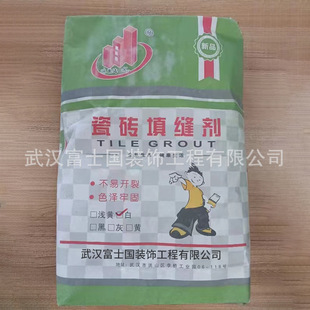 新品
瓷砖填缝剂
TILE GROUT
武汉富士国装饰工程有限公司
不易开裂
色泽牢固
□浅黄□白
□黑□灰□黄
武汉富士国装饰工程有限公司